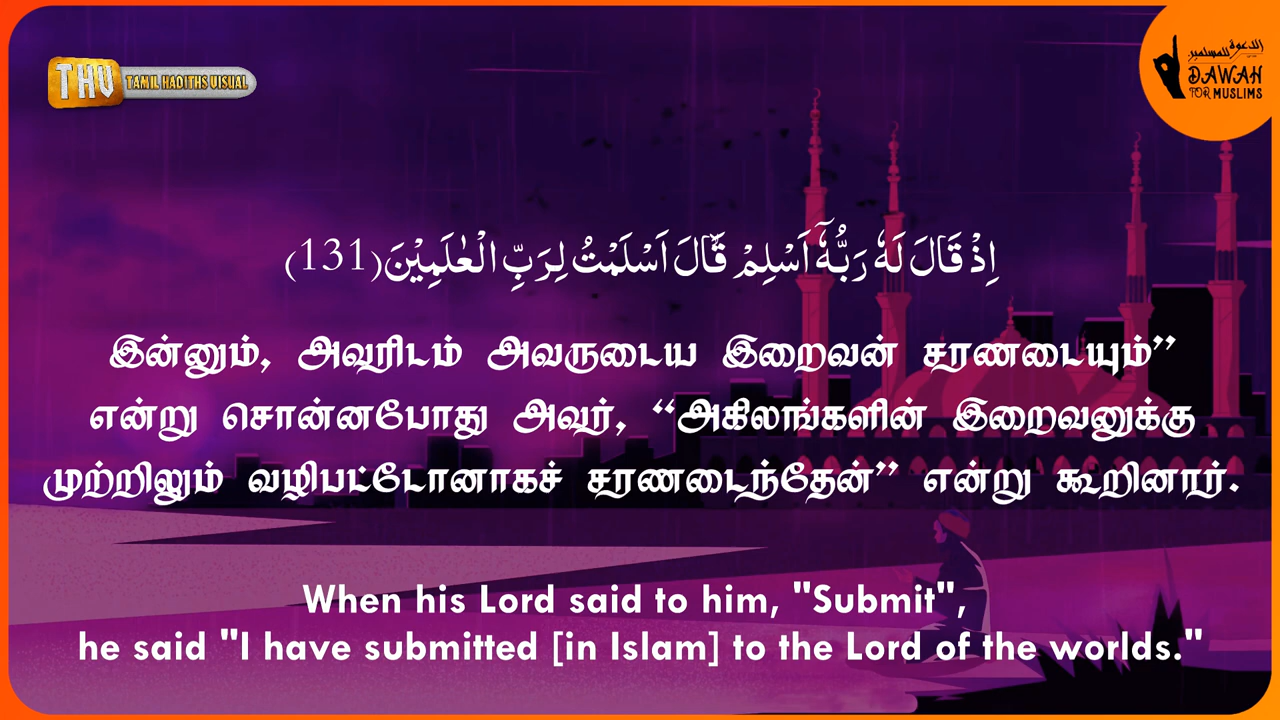 THV TAMIL HADITHS VISUAL
الدعوة للمسلمين
DAWAH
FOR MUSLIMS
اِذْ قَالَ لَهٗ رَبُّهٗٓ اَسْلِمْ ۙ قَالَ اَسْلَمْتُ لِرَبِّ الْعٰلَمِيْنَ(131)
இன்னும், அவரிடம் அவருடைய இறைவன் சரணடையும்”
என்று சொன்னபோது அவர், “அகிலங்களின் இறைவனுக்கு
முற்றிலும் வழிபட்டோனாகச் சரணடைந்தேன்” என்று கூறினார்.
When his Lord said to him, "Submit",
he said "I have submitted [in Islam] to the Lord of the worlds."